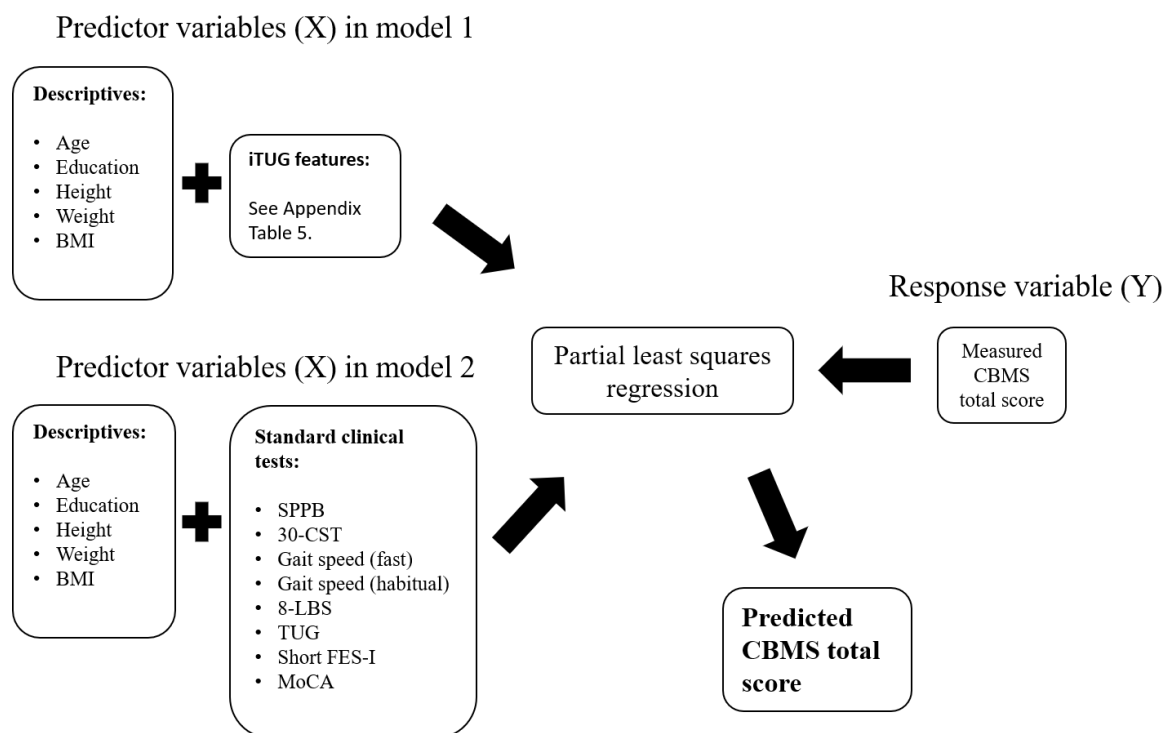 Predictor variables (X) in model 1
Descriptives:
• Age
• Education
• Height
• Weight
• BMI
iTUG features:
See Appendix
Table 5.
Predictor variables (X) in model 2
Descriptives:
• Age
• Education
• Height
• Weight
• BMI
Standard clinical
tests:
• SPPB
• 30-CST
• Gait speed (fast)
• Gait speed (habitual)
• 8-LBS
• TUG
• Short FES-I
• MoCA
Partial least squares
regression
Response variable (Y)
Measured
CBMS
total score
Predicted
CBMS total
score